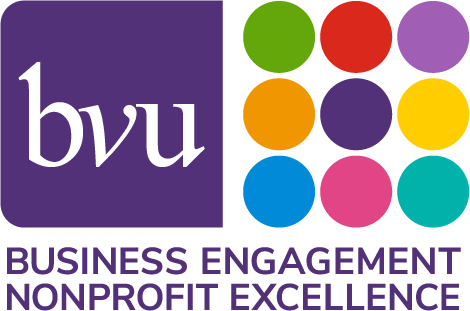 bvu
BUSINESS ENGAGEMENT
NONPROFIT EXCELLENCE